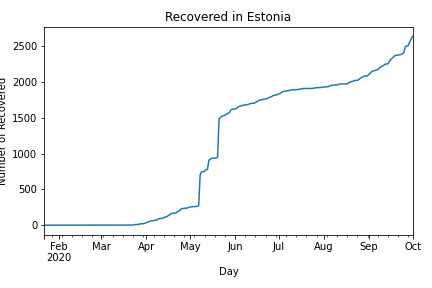 Recovered in Estonia
Number of Recovered
2500
2000
1500
1000
500
0
Feb
2020
Mar
Apr
May
Jun
Jul
Aug
Sep
Oct
Day